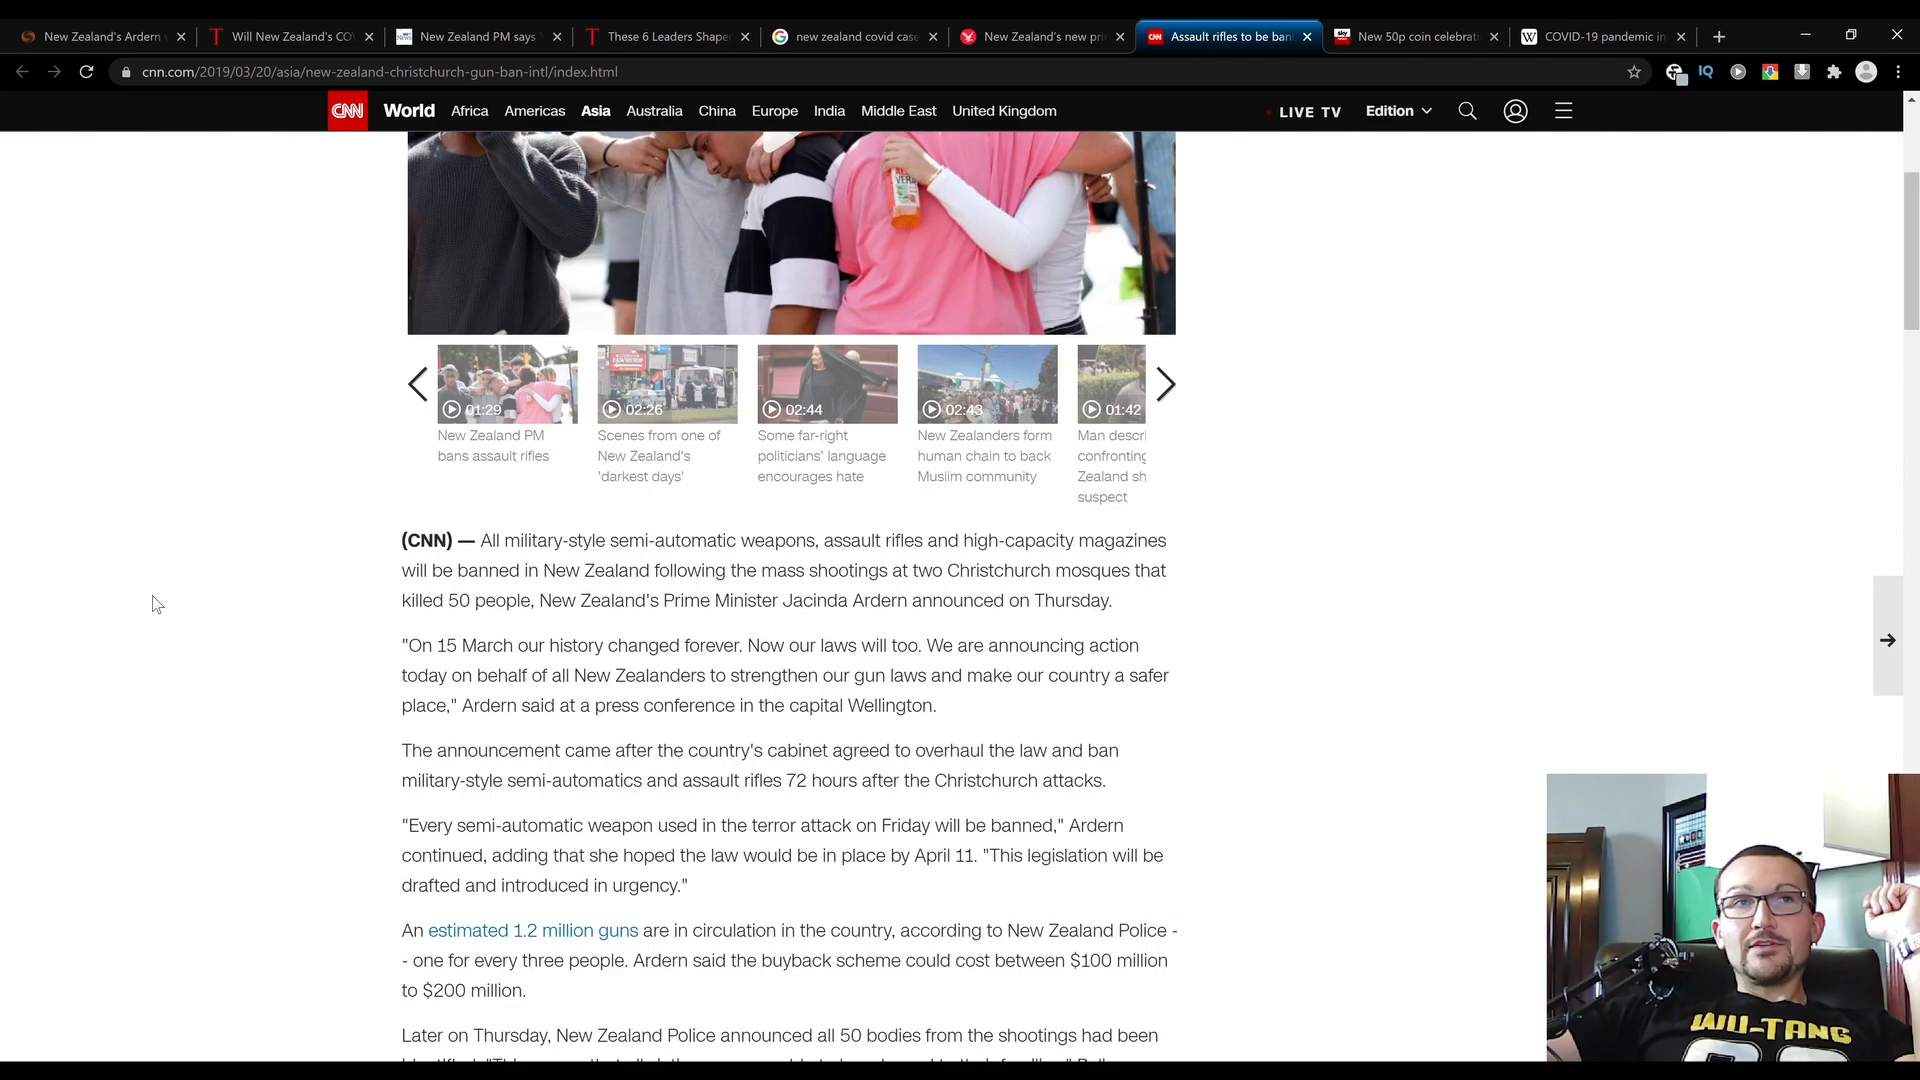 New Zealand's Ardern
Will New Zealand's CO
New Zealand PM says
These 6 Leaders Shape
new zealand covid case
New Zealand's new pri
Assault rifles to be ban
New 50p coin celebrati
COVID-19 pandemic in
cnn.com/2019/03/20/asia/new-zealand-christchurch-gun-ban-intl/index.html
CNN World Africa Americas Asia Australia China Europe India Middle East United Kingdom LIVE TV Edition
01:29
02:26
02:44
02:43
01:42
New Zealand PM
bans assault rifles
Scenes from one of
New Zealand's
'darkest days'
Some far-right
politicians' language
encourages hate
New Zealanders form
human chain to back
Muslim community
Man descri
confronting
Zealand sh
suspect
(CNN) — All military-style semi-automatic weapons, assault rifles and high-capacity magazines
will be banned in New Zealand following the mass shootings at two Christchurch mosques that
killed 50 people, New Zealand's Prime Minister Jacinda Ardern announced on Thursday.
"On 15 March our history changed forever. Now our laws will too. We are announcing action
today on behalf of all New Zealanders to strengthen our gun laws and make our country a safer
place," Ardern said at a press conference in the capital Wellington.
The announcement came after the country's cabinet agreed to overhaul the law and ban
military-style semi-automatics and assault rifles 72 hours after the Christchurch attacks.
"Every semi-automatic weapon used in the terror attack on Friday will be banned," Ardern
continued, adding that she hoped the law would be in place by April 11. "This legislation will be
drafted and introduced in urgency."
An estimated 1.2 million guns are in circulation in the country, according to New Zealand Police -
- one for every three people. Ardern said the buyback scheme could cost between $100 million
to $200 million.
Later on Thursday, New Zealand Police announced all 50 bodies from the shootings had been
WU-TANG